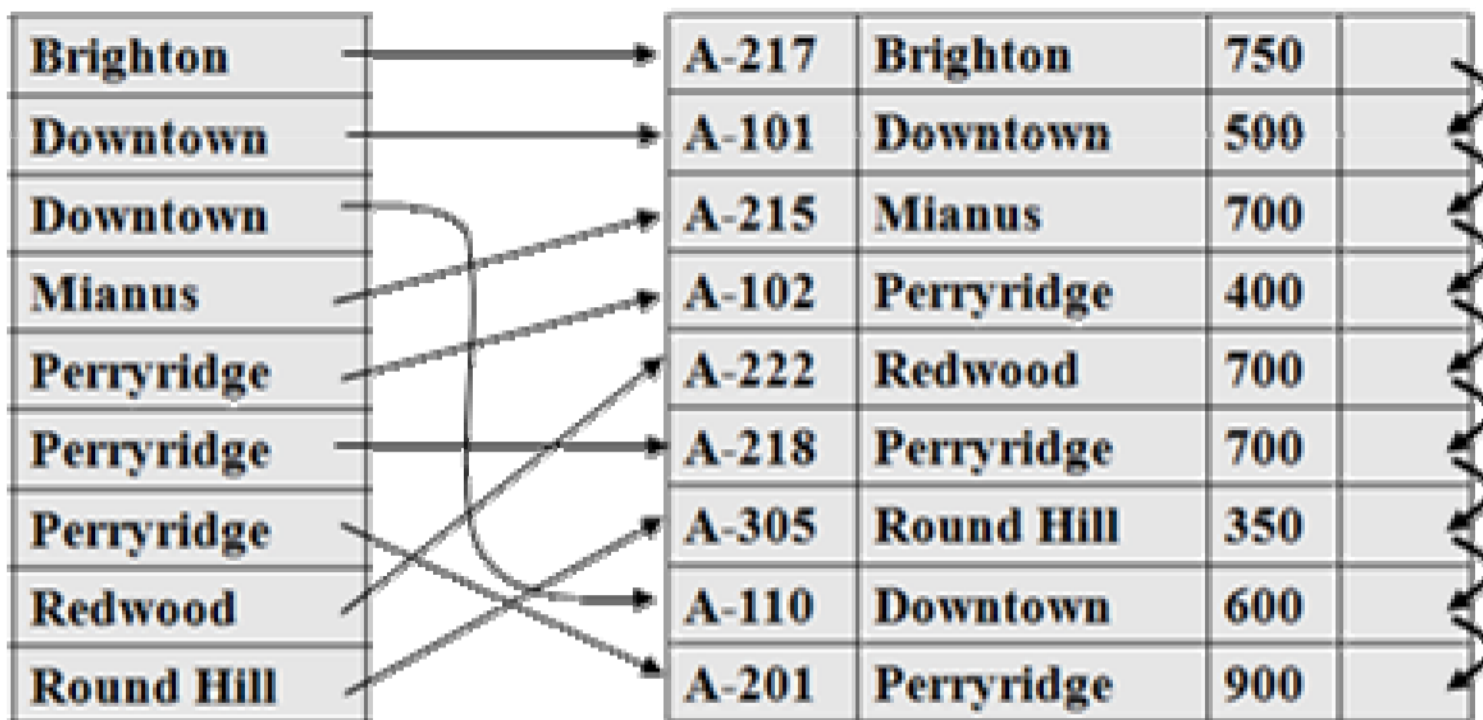 Brighton A-217 Brighton 750
Downtown A-101 Downtown 500
Downtown A-215 Mianus 700
Mianus A-102 Perryridge 400
Perryridge A-222 Redwood 700
Perryridge A-218 Perryridge 700
Perryridge A-305 Round Hill 350
Redwood A-110 Downtown 600
Round Hill A-201 Perryridge 900